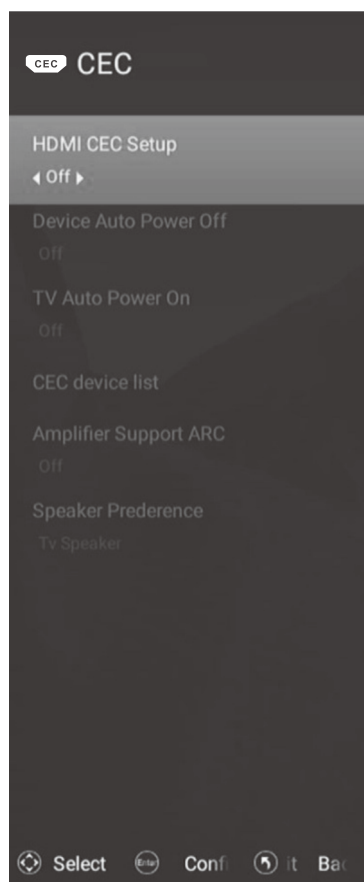 CEC CEC
HDMI CEC Setup
Off
Device Auto Power Off
Off
TV Auto Power On
Off
CEC device list
Amplifier Support ARC
Off
Speaker Prederence
Tv Speaker
Select Enter Confi it Bac